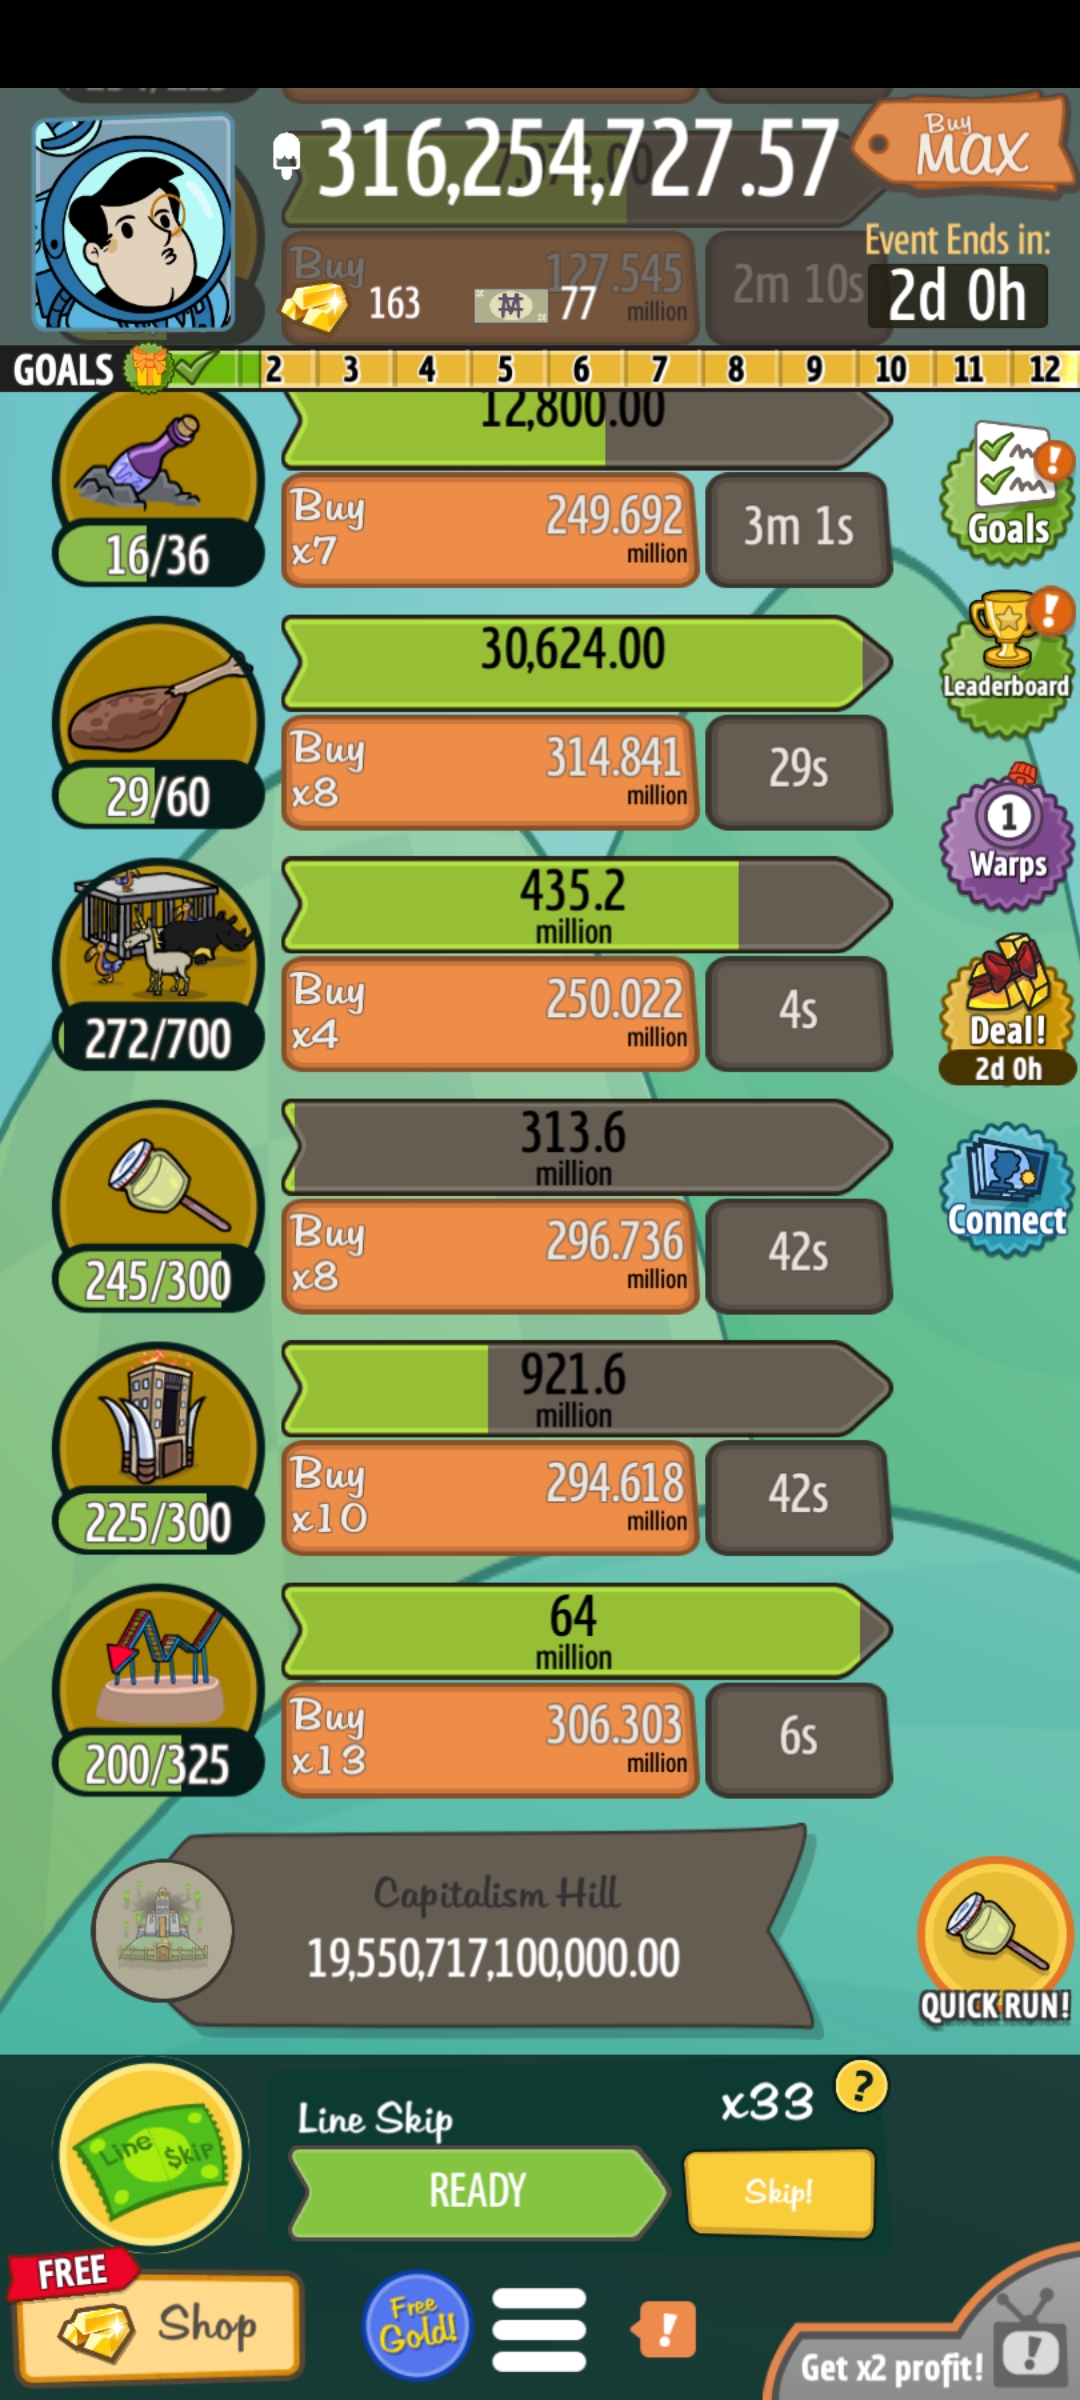 316,254,727.57
Buy
MAX
Buy
127.545
million
2m 10s
163
77
Event Ends in:
2d 0h
GOALS
2 3 4 5 6 7 8 9 10 11 12
12,800.00
16/36
Buy
x7
249.692
million
3m 1s
Goals
30,624.00
29/60
Buy
x8
314.841
million
29s
Leaderboard
435.2
million
272/700
Buy
x4
250.022
million
4s
1
Warps
Deal!
2d 0h
313.6
million
245/300
Buy
x8
296.736
million
42s
Connect
921.6
million
225/300
Buy
x10
294.618
million
42s
64
million
200/325
Buy
x13
306.303
million
6s
Capitalism Hill
19,550,717,100,000.00
QUICK RUN!
Line $kip
Line Skip
x33
?
READY
Skip!
FREE
Shop
Free
Gold!
!
Get x2 profit!